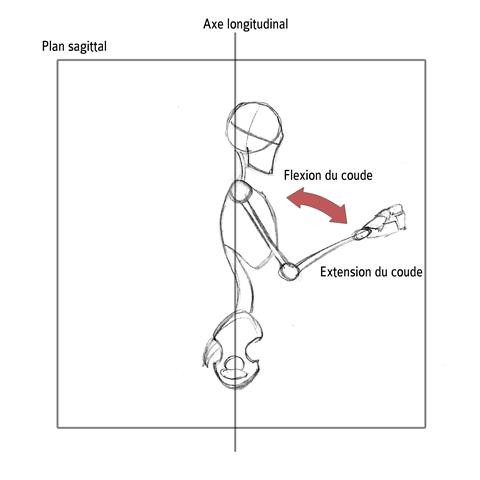 Axe longitudinal
Plan sagittal
Flexion du coude
Extension du coude